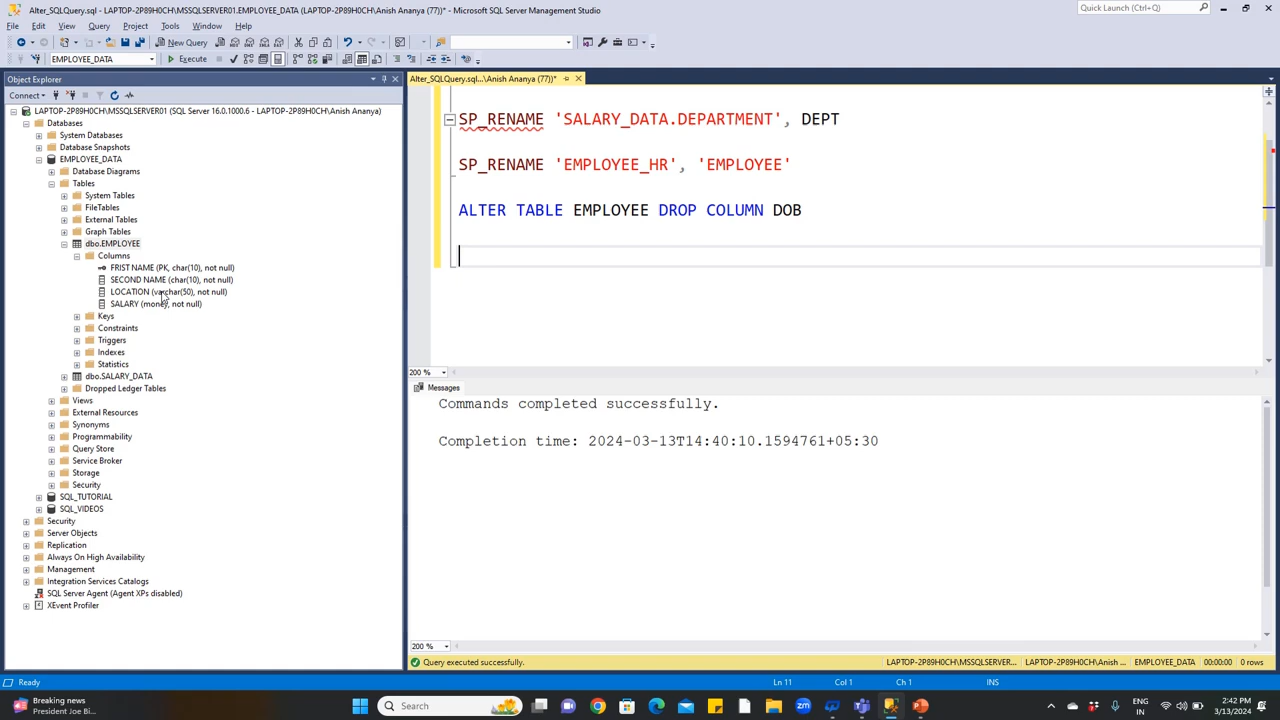 Alter_SQLQuery.sql - LAPTOP-2P89H0CH\MSSQLSERVER01.EMPLOYEE_DATA (LAPTOP-2P89H0CH\Anish Ananya (77))* - Microsoft SQL Server Management Studio
Quick Launch (Ctrl+Q)
File Edit View Query Project Tools Window Help
New Query
EMPLOYEE_DATA
Execute
Object Explorer
Connect
LAPTOP-2P89H0CH\MSSQLSERVER01 (SQL Server 16.0.1000.6 - LAPTOP-2P89H0CH\Anish Ananya)
Databases
System Databases
Database Snapshots
EMPLOYEE_DATA
Database Diagrams
Tables
System Tables
FileTables
External Tables
Graph Tables
dbo.EMPLOYEE
Columns
FRIST NAME (PK, char(10), not null)
SECOND NAME (char(10), not null)
LOCATION (varchar(50), not null)
SALARY (money, not null)
Keys
Constraints
Triggers
Indexes
Statistics
dbo.SALARY_DATA
Dropped Ledger Tables
Views
External Resources
Synonyms
Programmability
Query Store
Service Broker
Storage
Security
SQL_TUTORIAL
SQL_VIDEOS
Security
Server Objects
Replication
Always On High Availability
Management
Integration Services Catalogs
SQL Server Agent (Agent XPs disabled)
XEvent Profiler
Alter_SQLQuery.sql...\Anish Ananya (77))*
SP_RENAME 'SALARY_DATA.DEPARTMENT', DEPT
SP_RENAME 'EMPLOYEE_HR', 'EMPLOYEE'
ALTER TABLE EMPLOYEE DROP COLUMN DOB
200 %
Messages
Commands completed successfully.
Completion time: 2024-03-13T14:40:10.1594761+05:30
200 %
Query executed successfully.
LAPTOP-2P89H0CH\MSSQLSERVER... LAPTOP-2P89H0CH\Anish ... EMPLOYEE_DATA 00:00:00 0 rows
Ready
Ln 11 Col 1 Ch 1 INS
Breaking news
President Joe Bi...
Search
ENG
IN
2:42 PM
3/13/2024